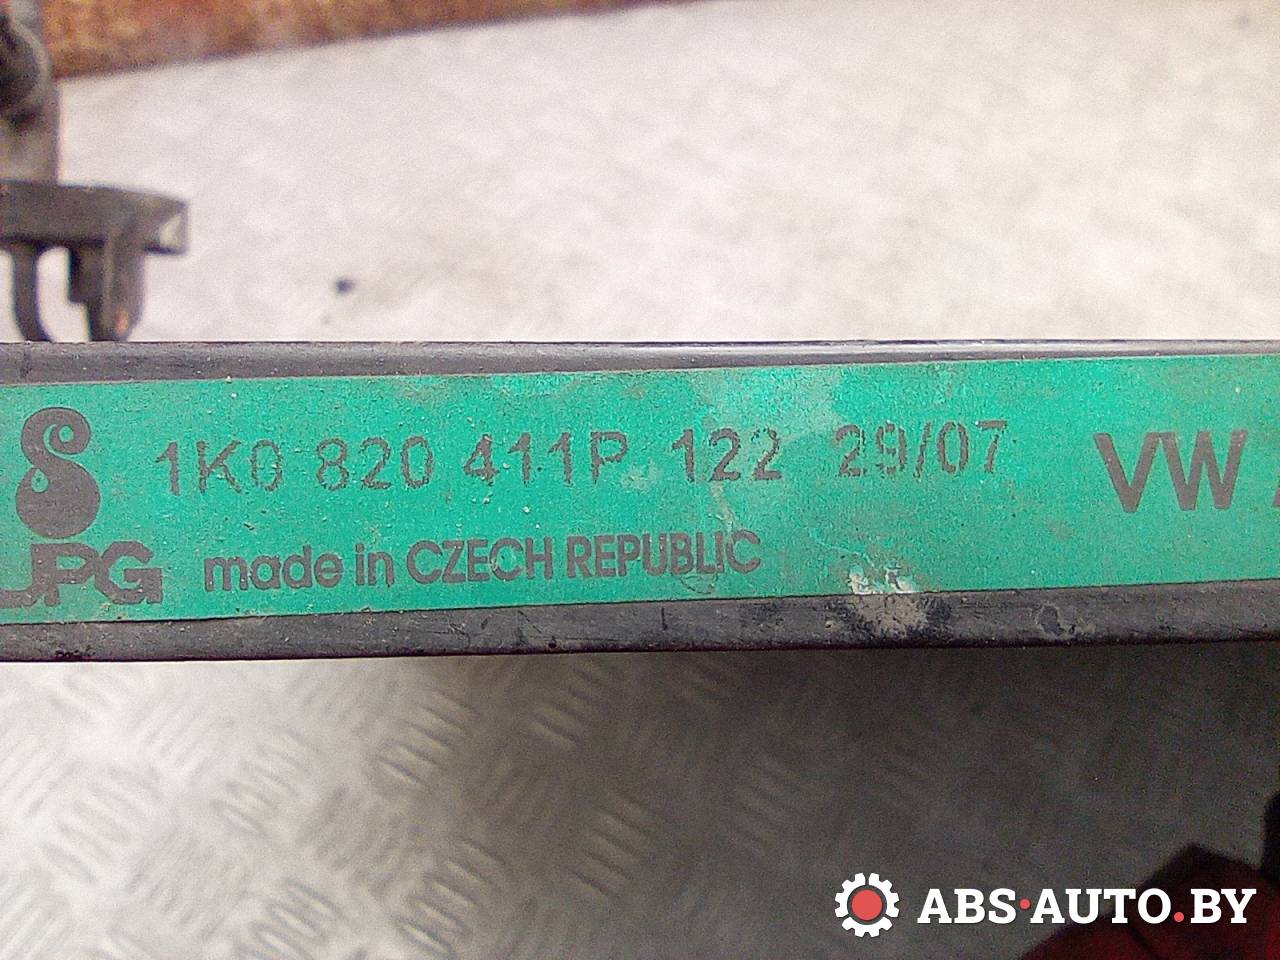 1K0 820 411P 122 29/07 VW
JPG made in CZECH REPUBLIC
ABS·AUTO.BY